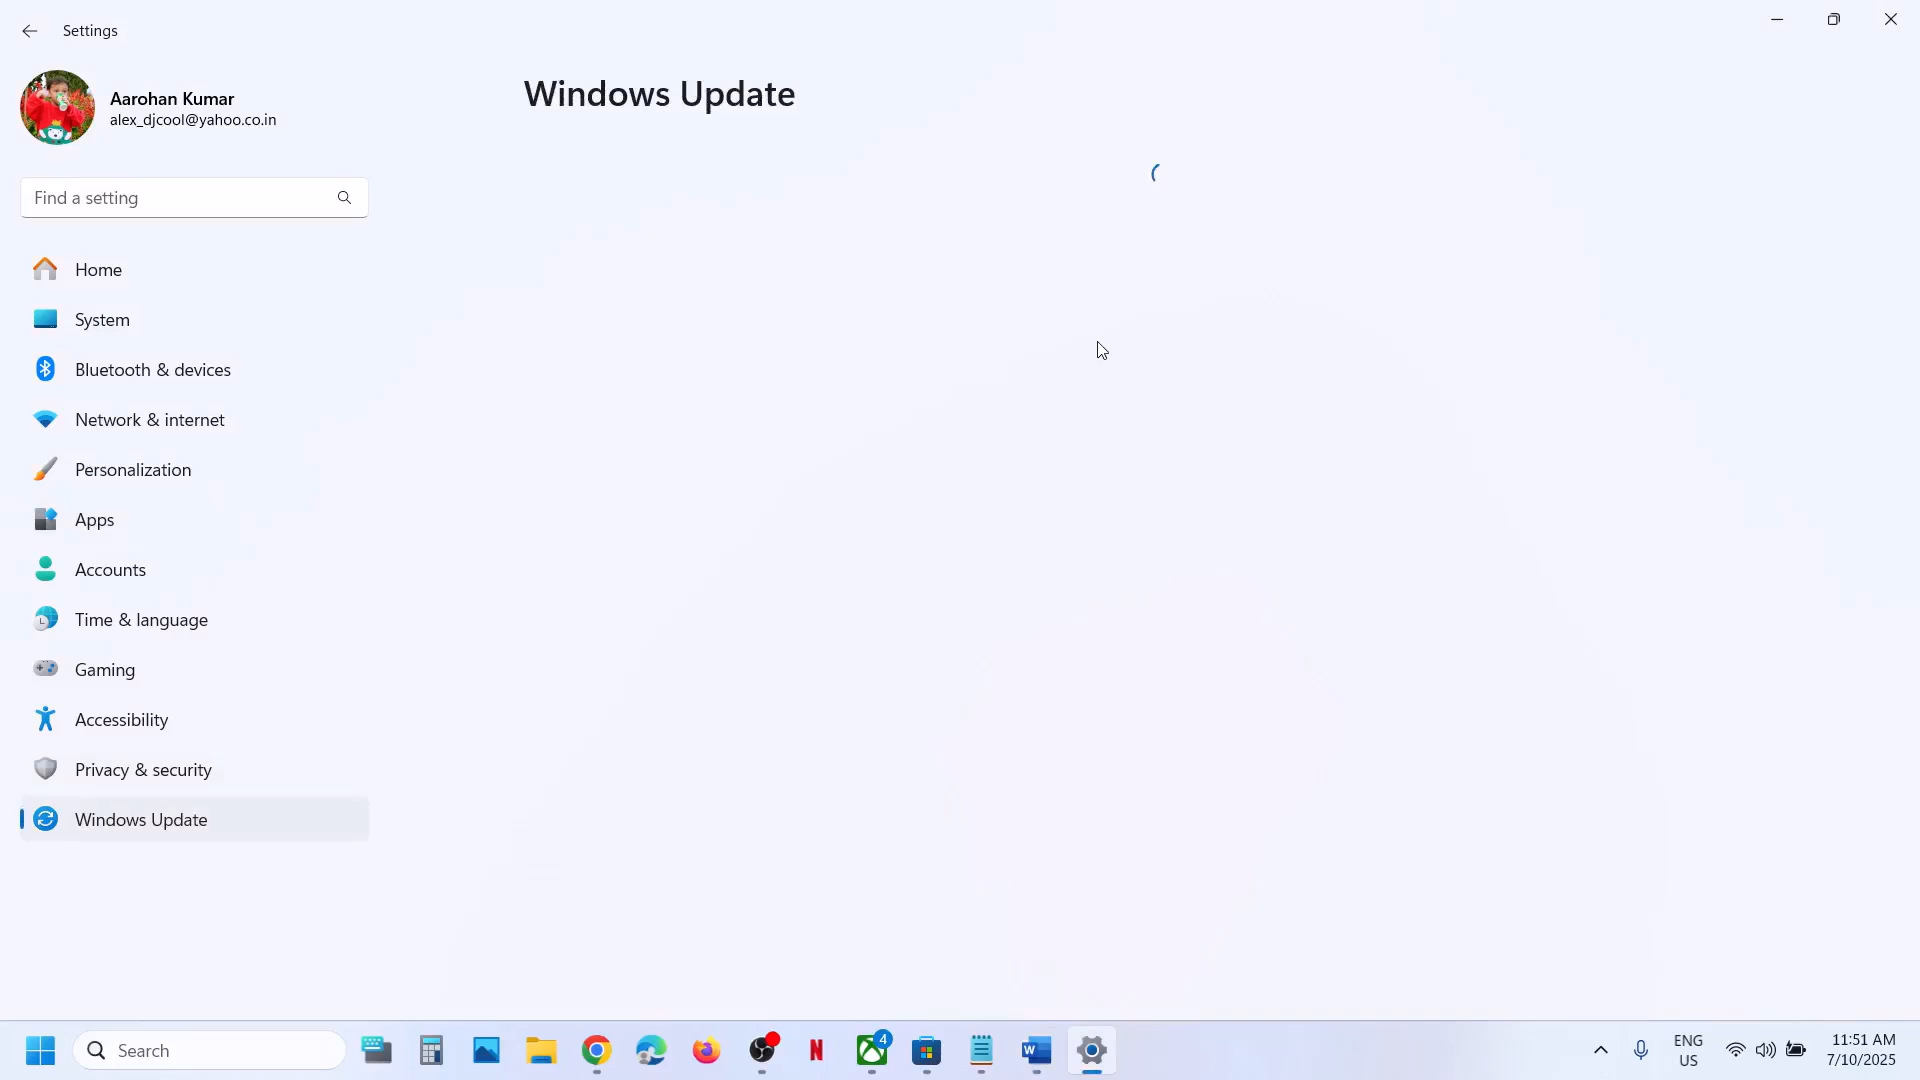 Settings
Aarohan Kumar
alex_djcool@yahoo.co.in
Windows Update
Find a setting
Home
System
Bluetooth & devices
Network & internet
Personalization
Apps
Accounts
Time & language
Gaming
Accessibility
Privacy & security
Windows Update
Search
4
ENG
US
11:51 AM
7/10/2025